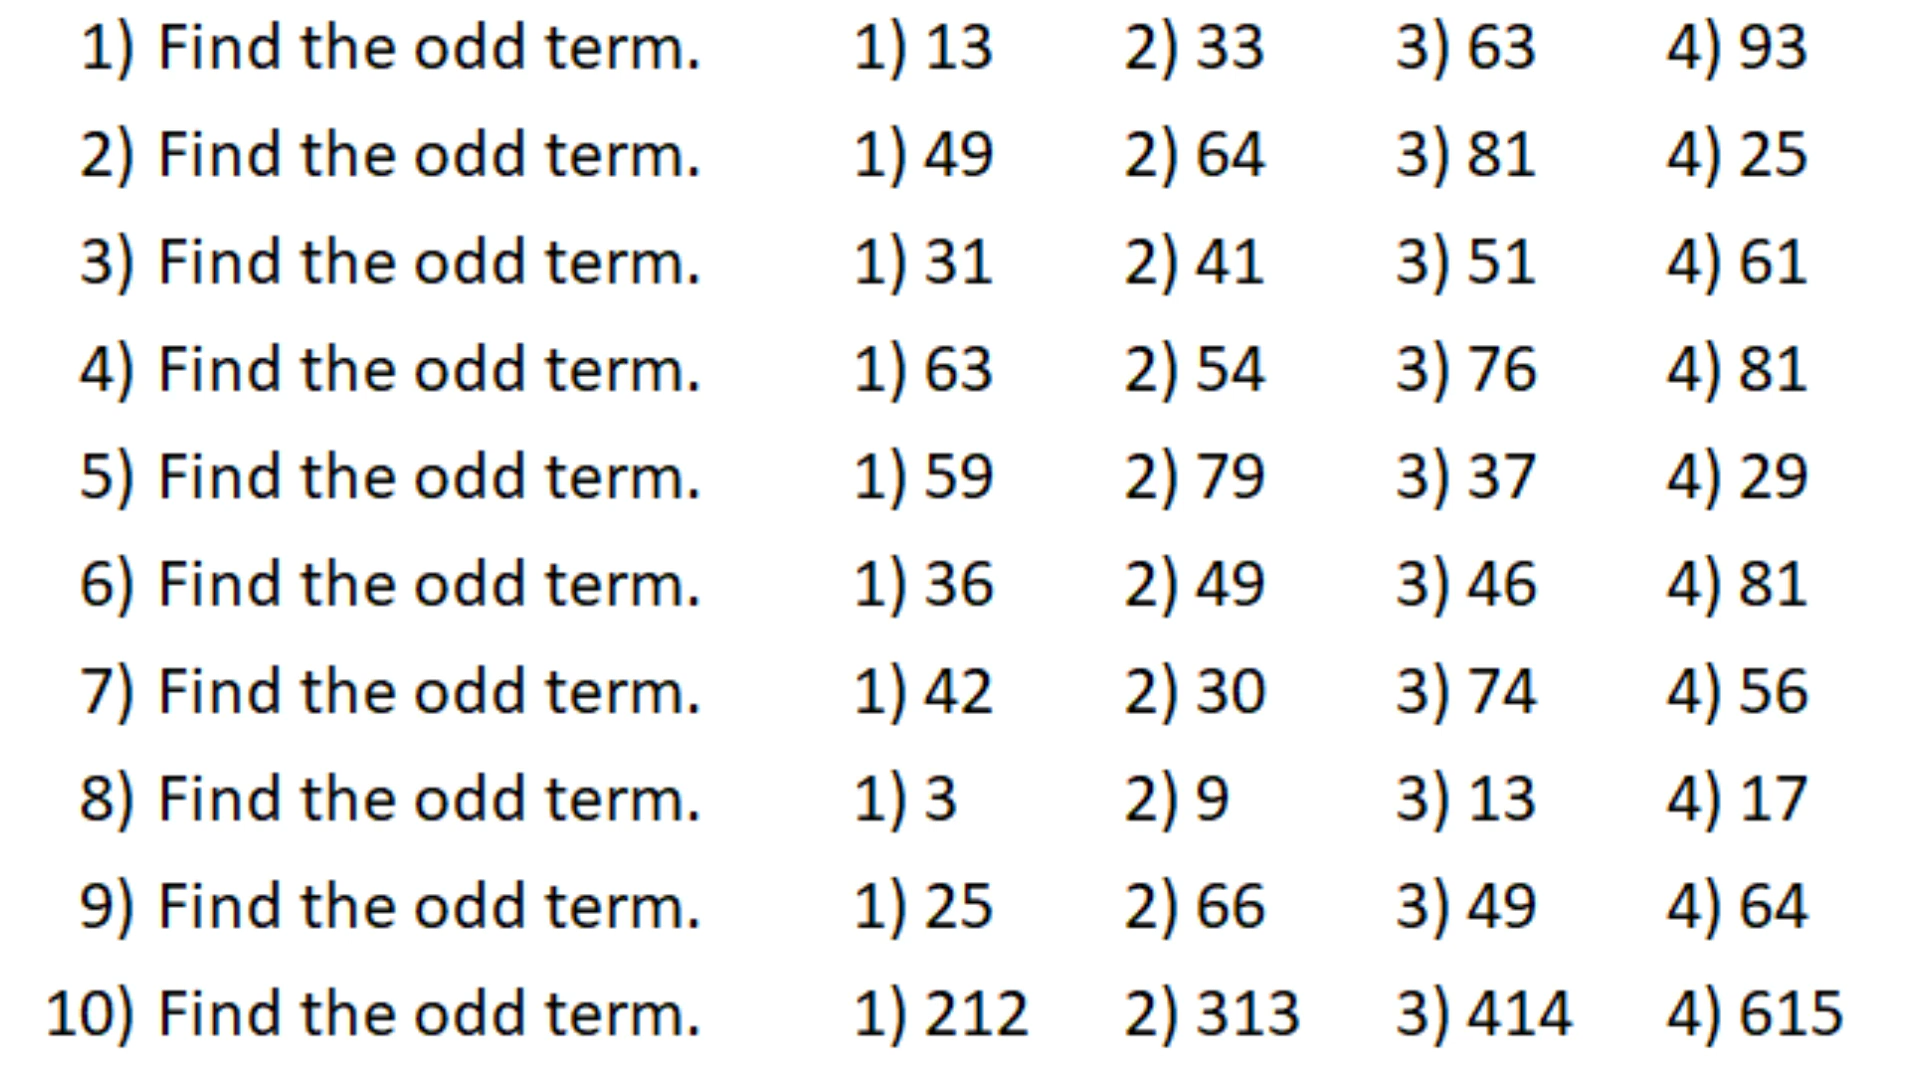 1) Find the odd term. 1) 13 2) 33 3) 63 4) 93
2) Find the odd term. 1) 49 2) 64 3) 81 4) 25
3) Find the odd term. 1) 31 2) 41 3) 51 4) 61
4) Find the odd term. 1) 63 2) 54 3) 76 4) 81
5) Find the odd term. 1) 59 2) 79 3) 37 4) 29
6) Find the odd term. 1) 36 2) 49 3) 46 4) 81
7) Find the odd term. 1) 42 2) 30 3) 74 4) 56
8) Find the odd term. 1) 3 2) 9 3) 13 4) 17
9) Find the odd term. 1) 25 2) 66 3) 49 4) 64
10) Find the odd term. 1) 212 2) 313 3) 414 4) 615